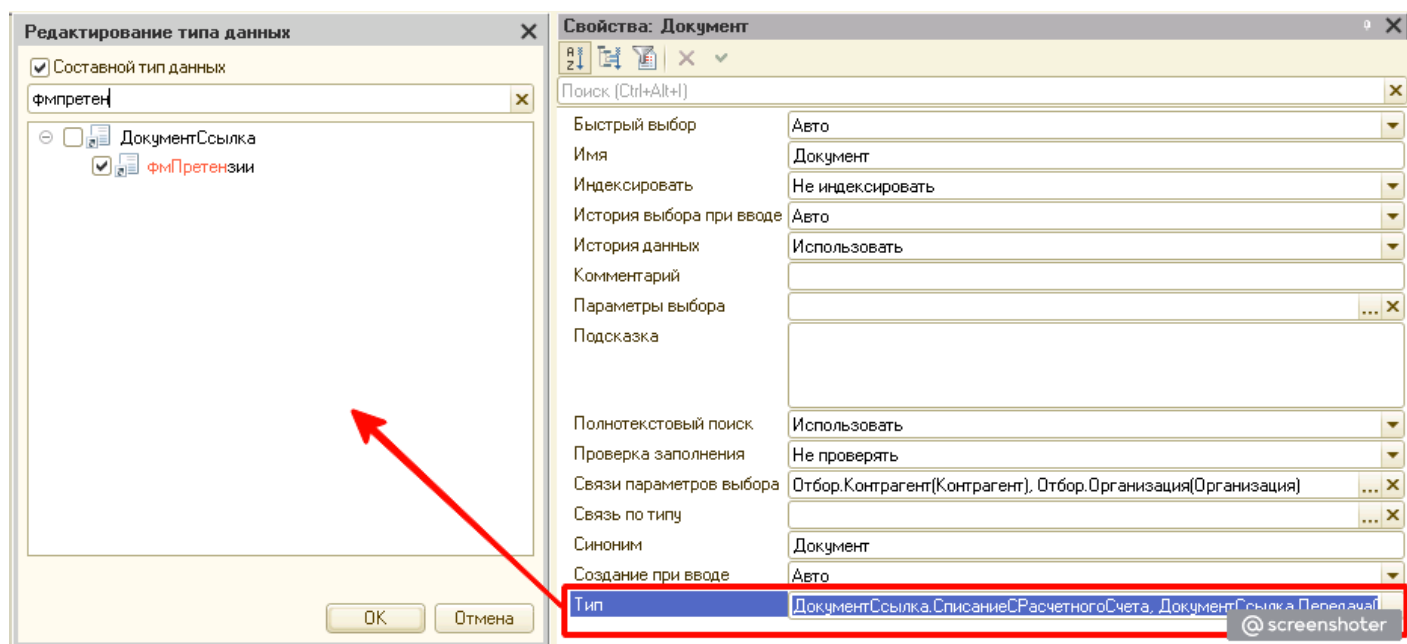 Редактирование типа данных
Составной тип данных
фмпретен
ДокументСсылка
фмПретензии
ОК
Отмена
Свойства: Документ
Поиск (Ctrl+Alt+I)
Быстрый выбор Авто
Имя Документ
Индексировать Не индексировать
История выбора при вводе Авто
История данных Использовать
Комментарий
Параметры выбора ...
Подсказка
Полнотекстовый поиск Использовать
Проверка заполнения Не проверять
Связи параметров выбора Отбор.Контрагент(Контрагент), Отбор.Организация(Организация) ...
Связь по типу ...
Синоним Документ
Создание при вводе Авто
Тип ДокументСсылка.СписаниеСРасчетногоСчета, ДокументСсылка.Передача
@screenshoter